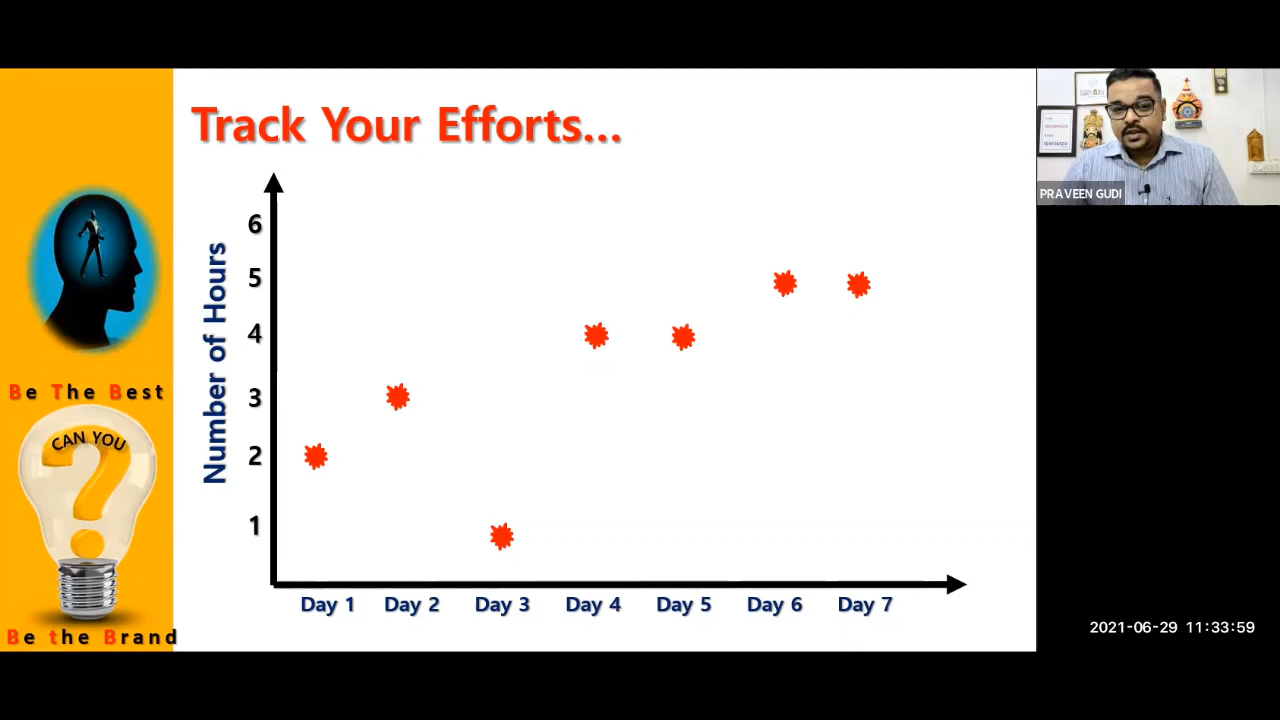 Track Your Efforts...
Number of Hours
6
5
4
3
2
1
Day 1 Day 2 Day 3 Day 4 Day 5 Day 6 Day 7
Be The Best
CAN YOU
?
Be the Brand
PRAVEEN GUDI
2021-06-29 11:33:59